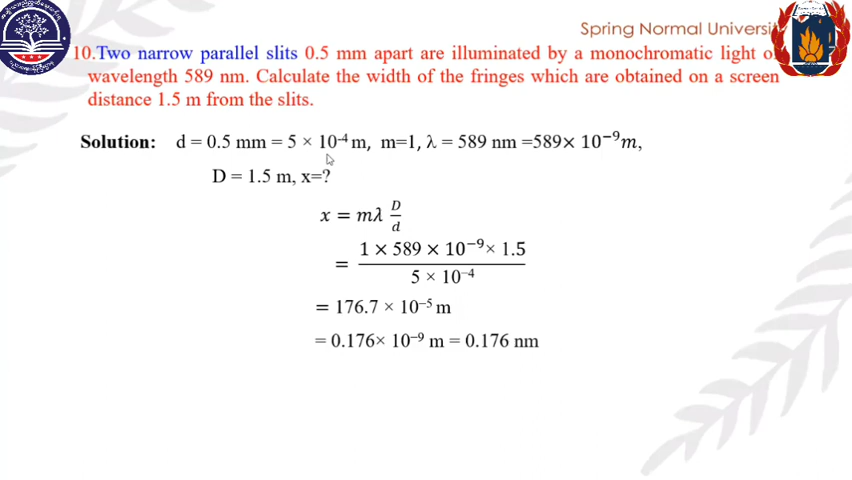 Spring Normal Universit
10.Two narrow parallel slits 0.5 mm apart are illuminated by a monochromatic light o
wavelength 589 nm. Calculate the width of the fringes which are obtained on a screen
distance 1.5 m from the slits.
Solution: d = 0.5 mm = 5 × 10⁻⁴ m, m=1, λ = 589 nm =589× 10⁻⁹m,
D = 1.5 m, x=?
x = mλ D/d
= 1 × 589 × 10⁻⁹× 1.5 / 5 × 10⁻⁴
= 176.7 × 10⁻⁵ m
= 0.176× 10⁻⁹ m = 0.176 nm